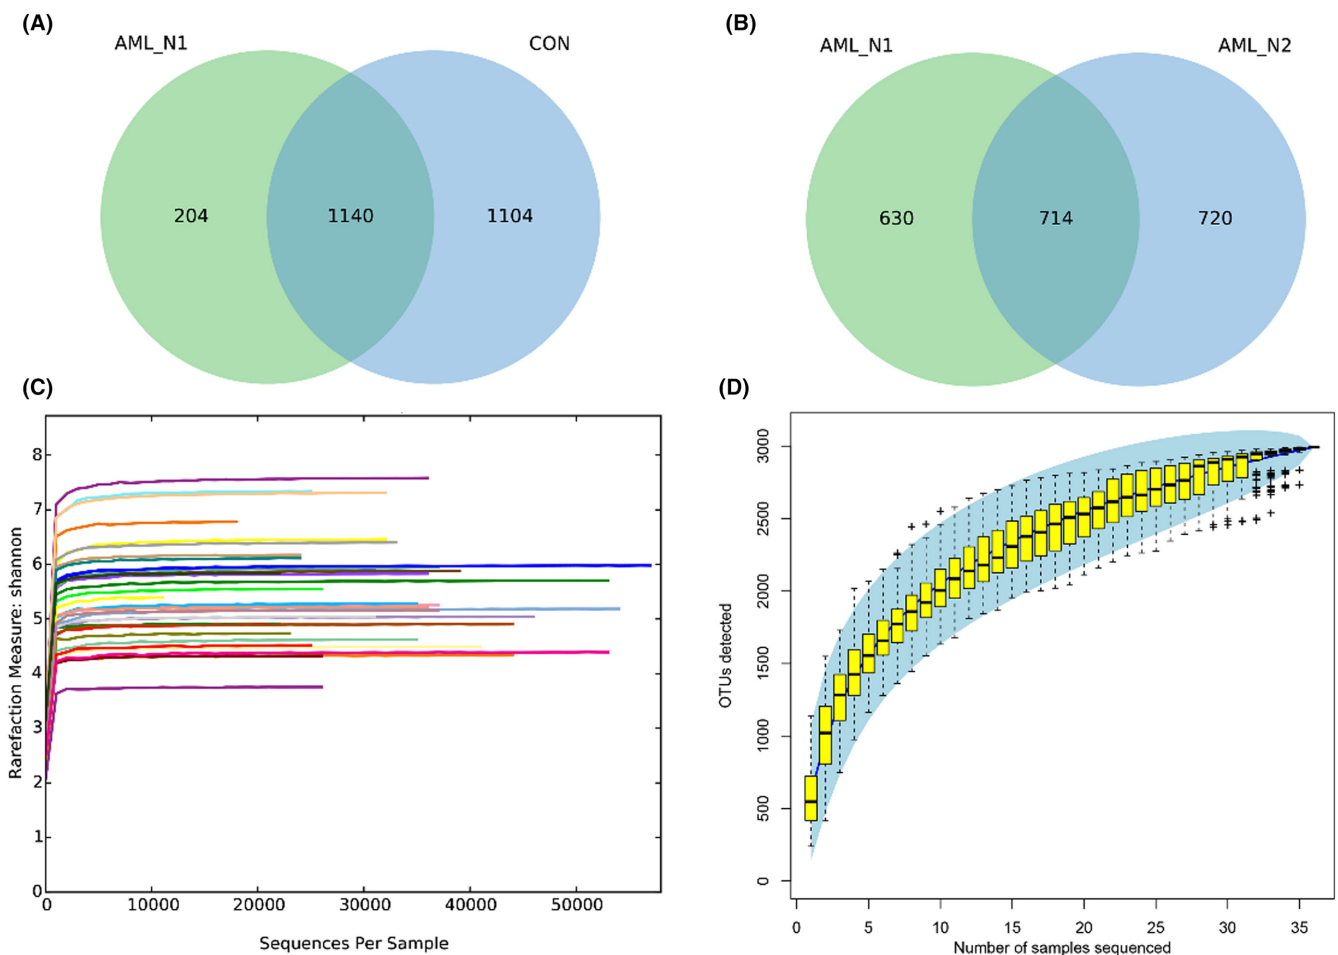 (A)
AML_N1
CON
204
1140
1104
(B)
AML_N1
AML_N2
630
714
720
(C)
Rarefaction Measure: shannon
8
7
6
5
4
3
2
1
0
0 10000 20000 30000 40000 50000
Sequences Per Sample
(D)
OTUs detected
3000
2500
2000
1500
1000
500
0
0 5 10 15 20 25 30 35
Number of samples sequenced